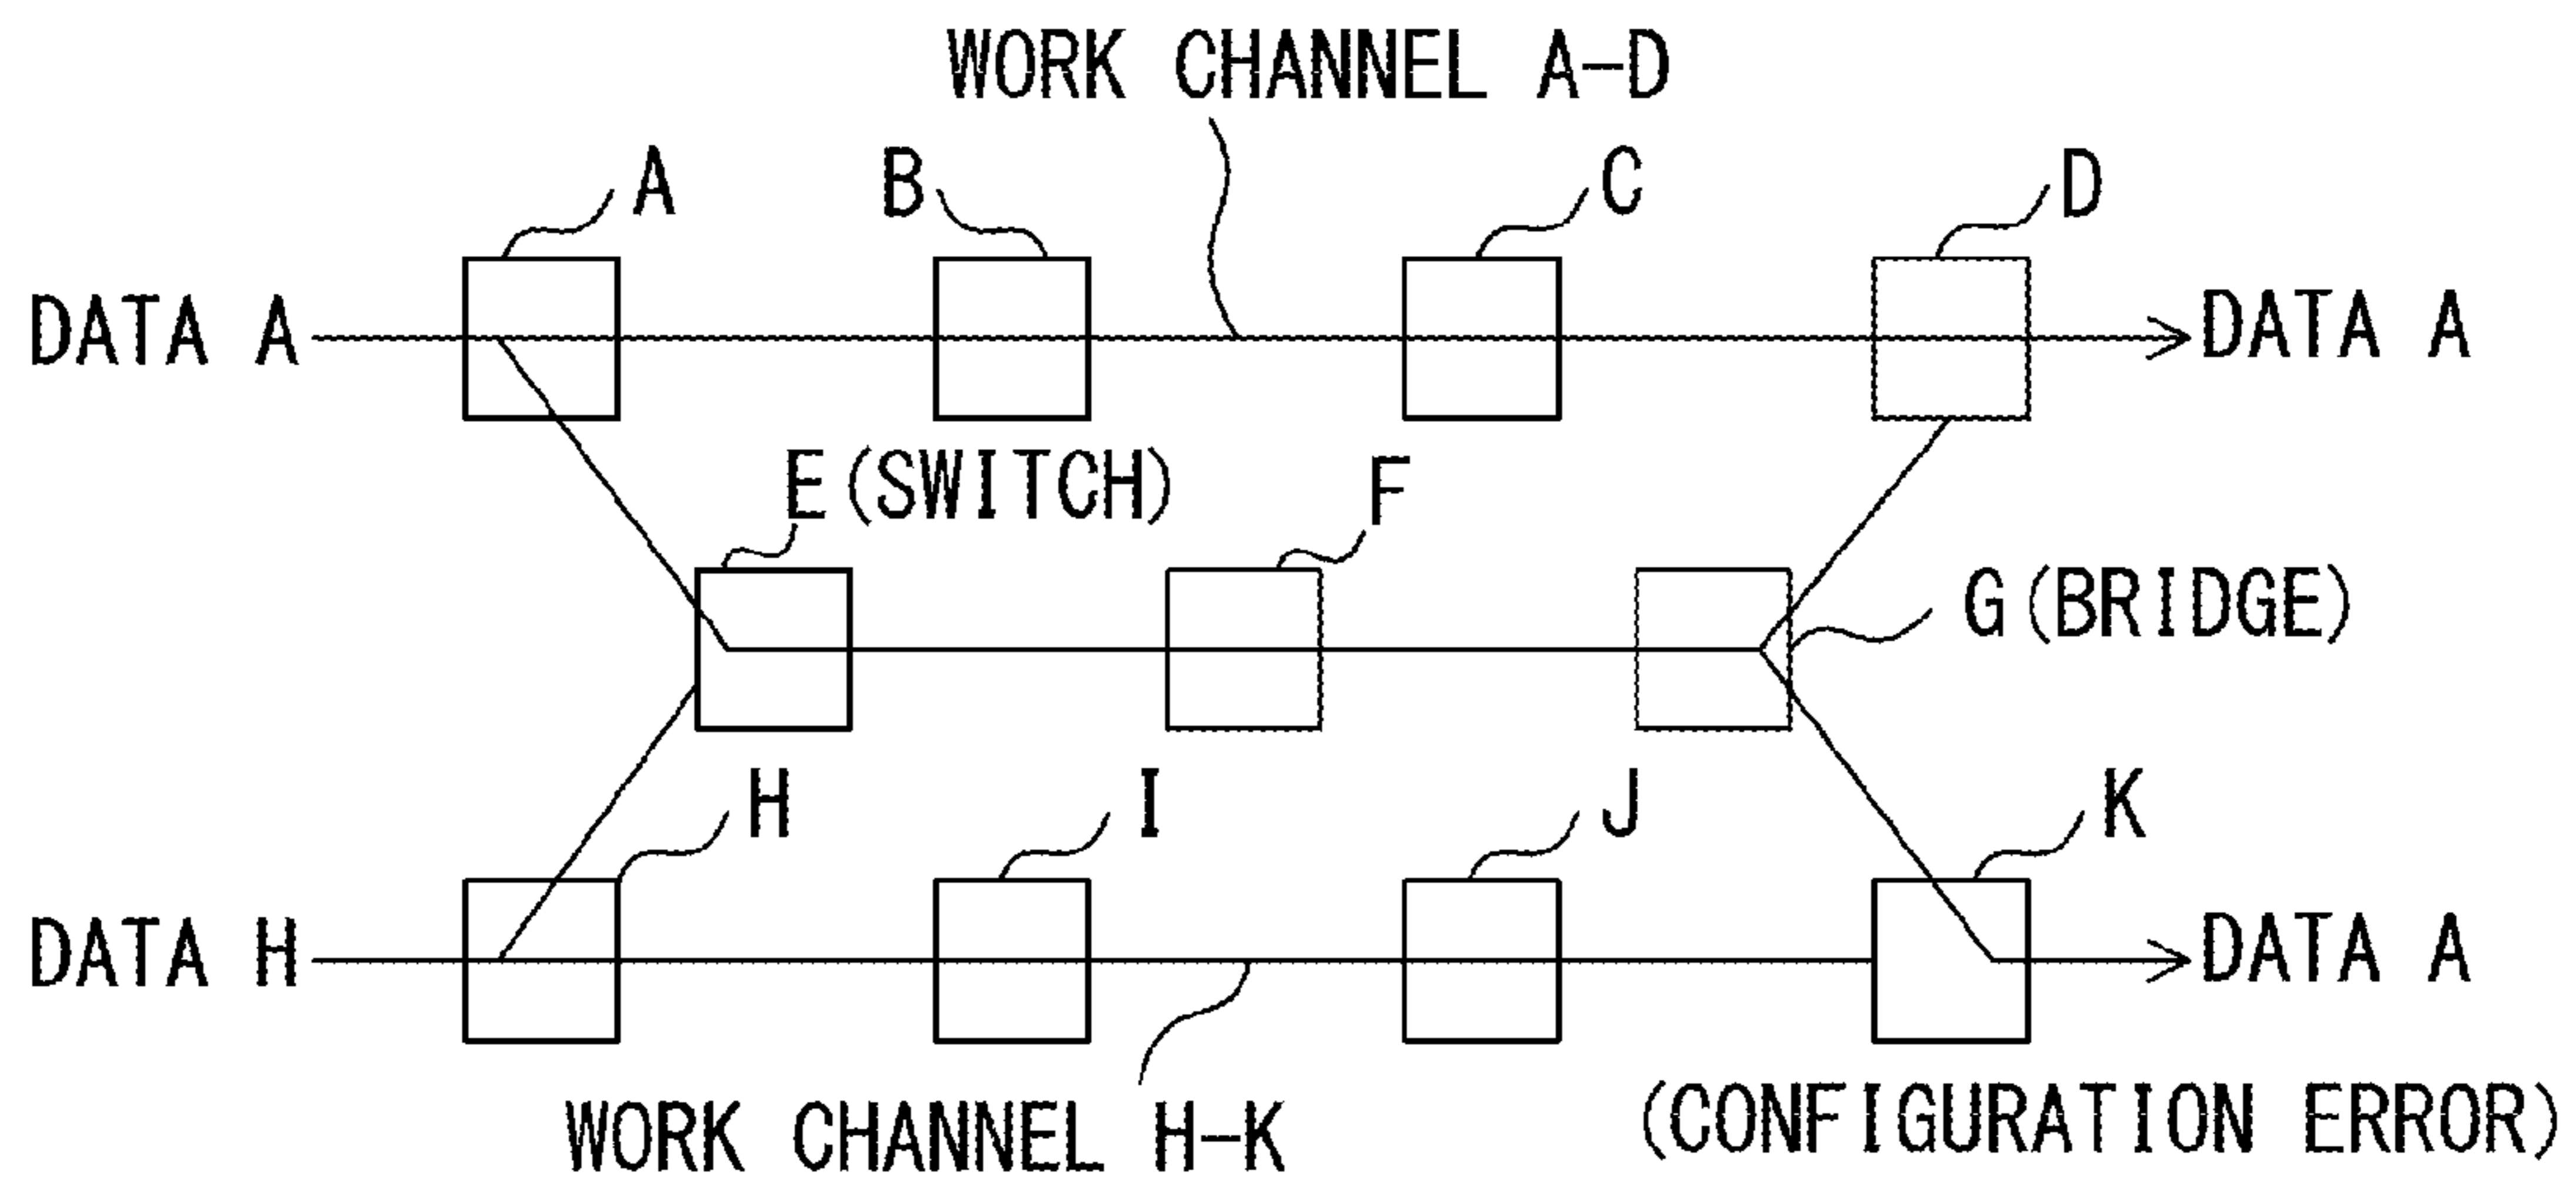 WORK CHANNEL A-D
A
B
C
D
DATA A
DATA A
E(SWITCH)
F
G(BRIDGE)
H
I
J
K
DATA H
DATA A
WORK CHANNEL H-K
(CONFIGURATION ERROR)